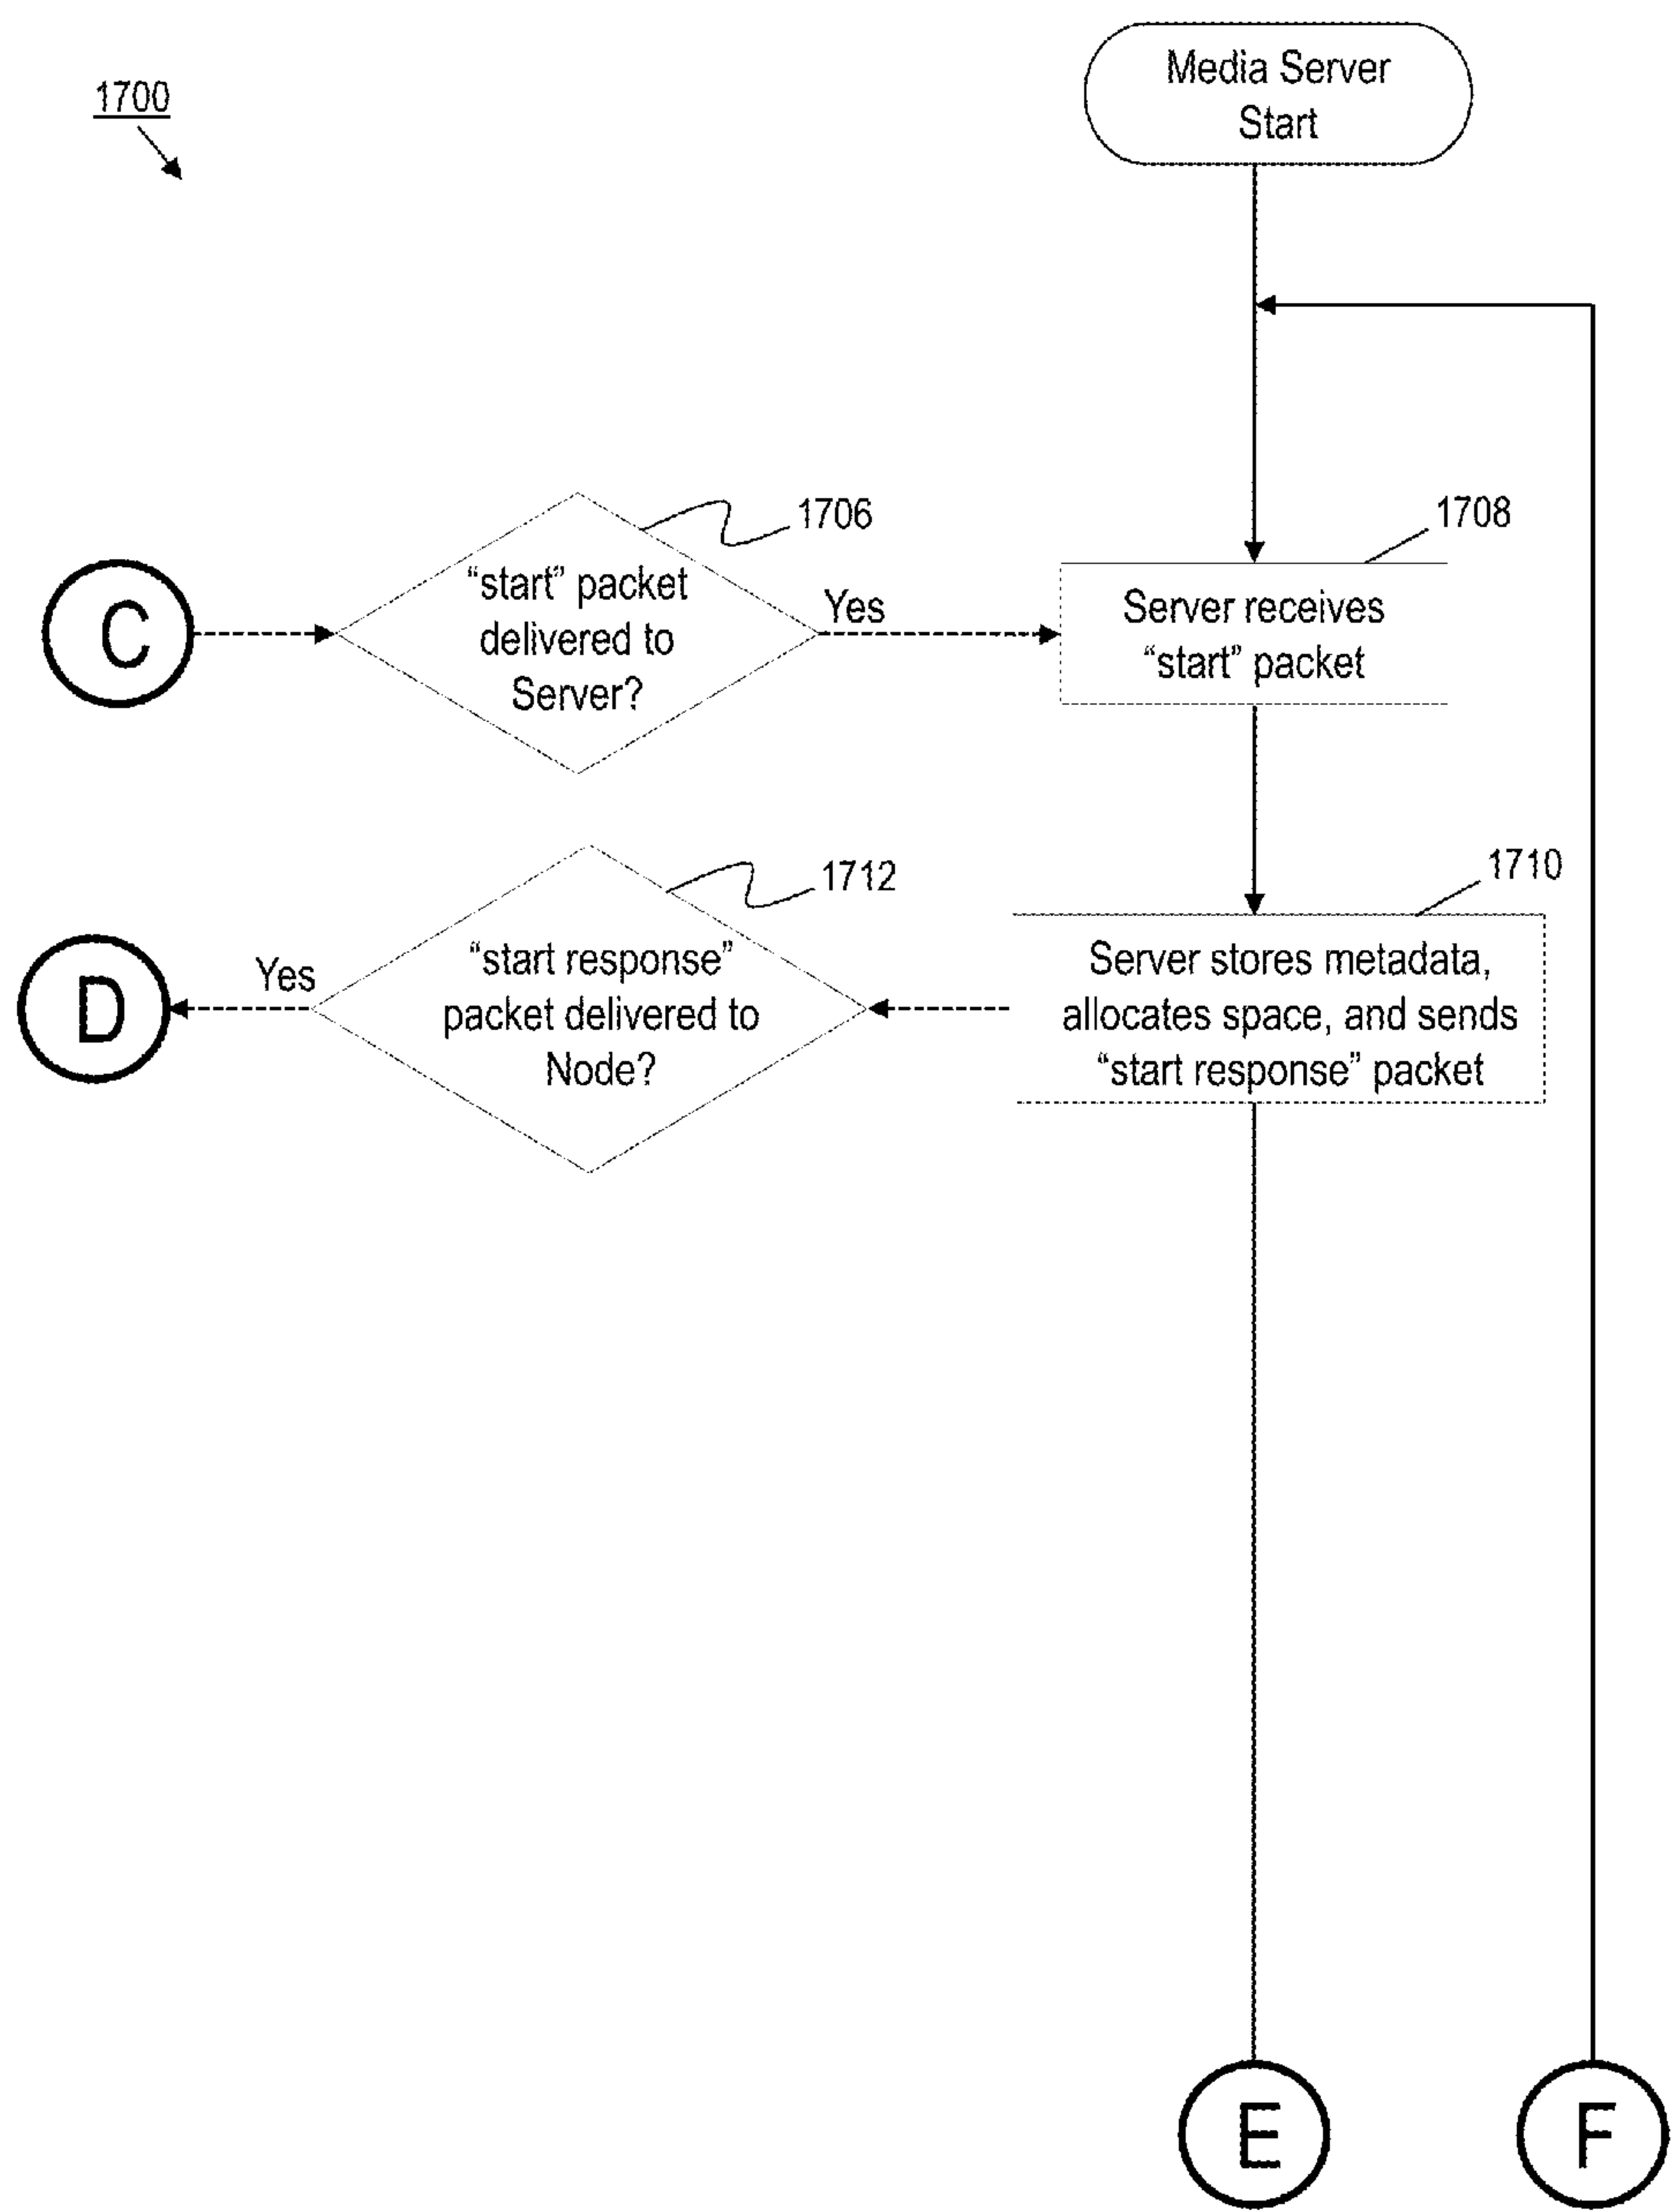 Media Server
Start
1700
1706
1708
C
“start” packet
delivered to
Server?
Yes
Server receives
“start” packet
1712
1710
D
Yes
“start response”
packet delivered to
Node?
Server stores metadata,
allocates space, and sends
“start response” packet
E
F